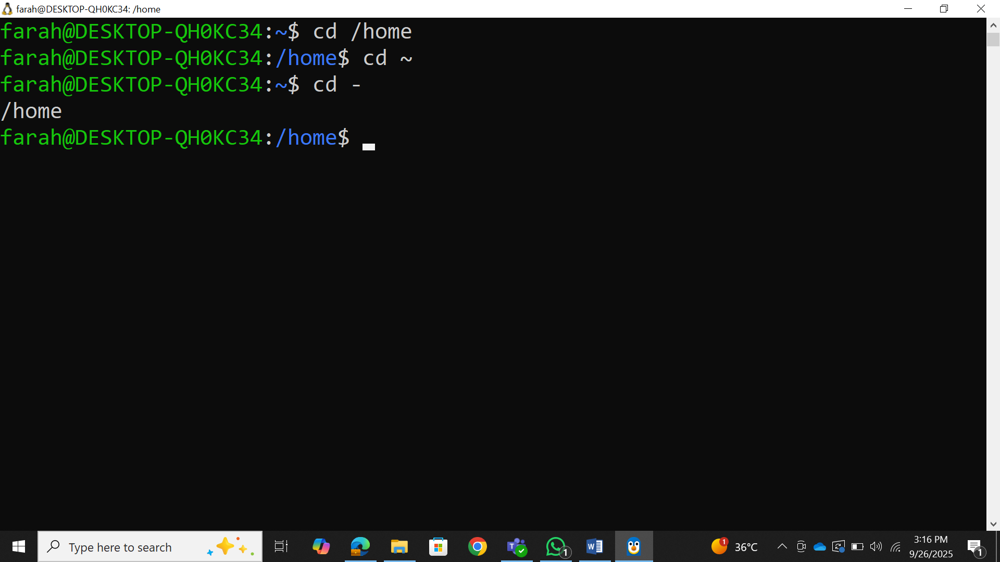 farah@DESKTOP-QH0KC34: /home
farah@DESKTOP-QH0KC34:~$ cd /home
farah@DESKTOP-QH0KC34:/home$ cd ~
farah@DESKTOP-QH0KC34:~$ cd -
/home
farah@DESKTOP-QH0KC34:/home$
Type here to search
1
1
36°C
3:16 PM
9/26/2025
1